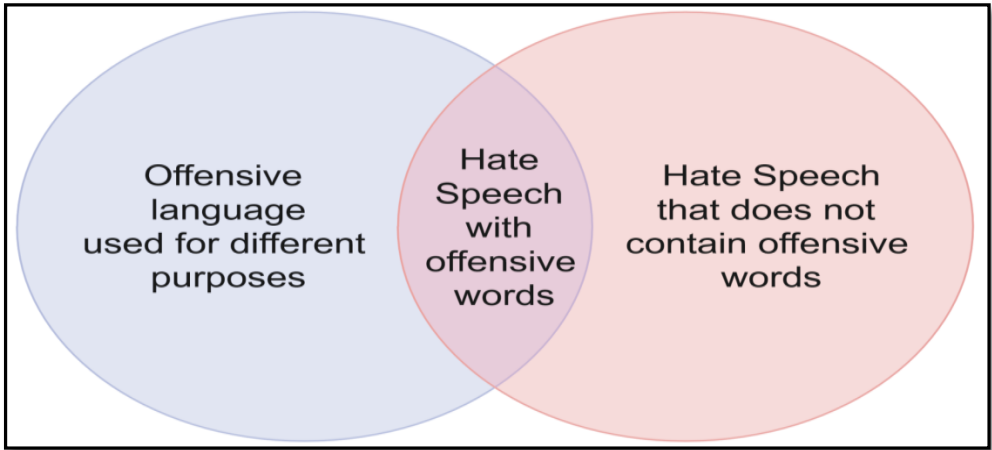 Offensive
language
used for different
purposes
Hate
Speech
with
offensive
words
Hate Speech
that does not
contain offensive
words